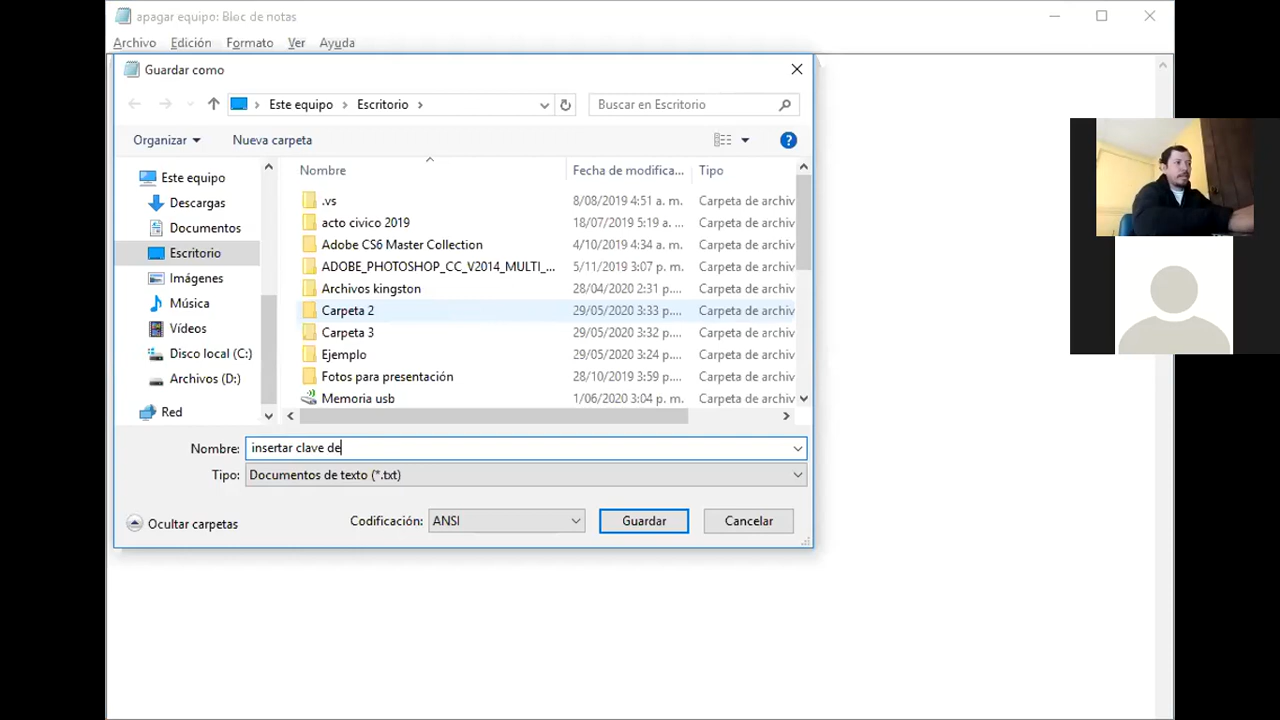 apagar equipo: Bloc de notas
Archivo Edición Formato Ver Ayuda
Guardar como
Este equipo > Escritorio >
Buscar en Escritorio
Organizar Nueva carpeta
Este equipo
Descargas
Documentos
Escritorio
Imágenes
Música
Vídeos
Disco local (C:)
Archivos (D:)
Red
Nombre Fecha de modifica... Tipo
.vs 8/08/2019 4:51 a. m. Carpeta de archiv
acto civico 2019 18/07/2019 5:19 a. m. Carpeta de archiv
Adobe CS6 Master Collection 4/10/2019 4:34 a. m. Carpeta de archiv
ADOBE_PHOTOSHOP_CC_V2014_MULTI_... 5/11/2019 3:07 p. m. Carpeta de archiv
Archivos kingston 28/04/2020 2:31 p.... Carpeta de archiv
Carpeta 2 29/05/2020 3:33 p.... Carpeta de archiv
Carpeta 3 29/05/2020 3:32 p.... Carpeta de archiv
Ejemplo 29/05/2020 3:24 p.... Carpeta de archiv
Fotos para presentación 28/10/2019 3:59 p.... Carpeta de archiv
Memoria usb 1/06/2020 3:04 p. m. Carpeta de archiv
Nombre: insertar clave de
Tipo: Documentos de texto (*.txt)
Ocultar carpetas
Codificación: ANSI
Guardar Cancelar